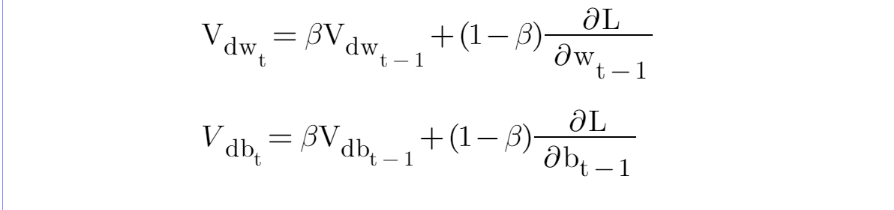 V_{dw_t} = βV_{dw_{t-1}} + (1 − β) ∂L/∂w_{t-1}
V_{db_t} = βV_{db_{t-1}} + (1 − β) ∂L/∂b_{t-1}